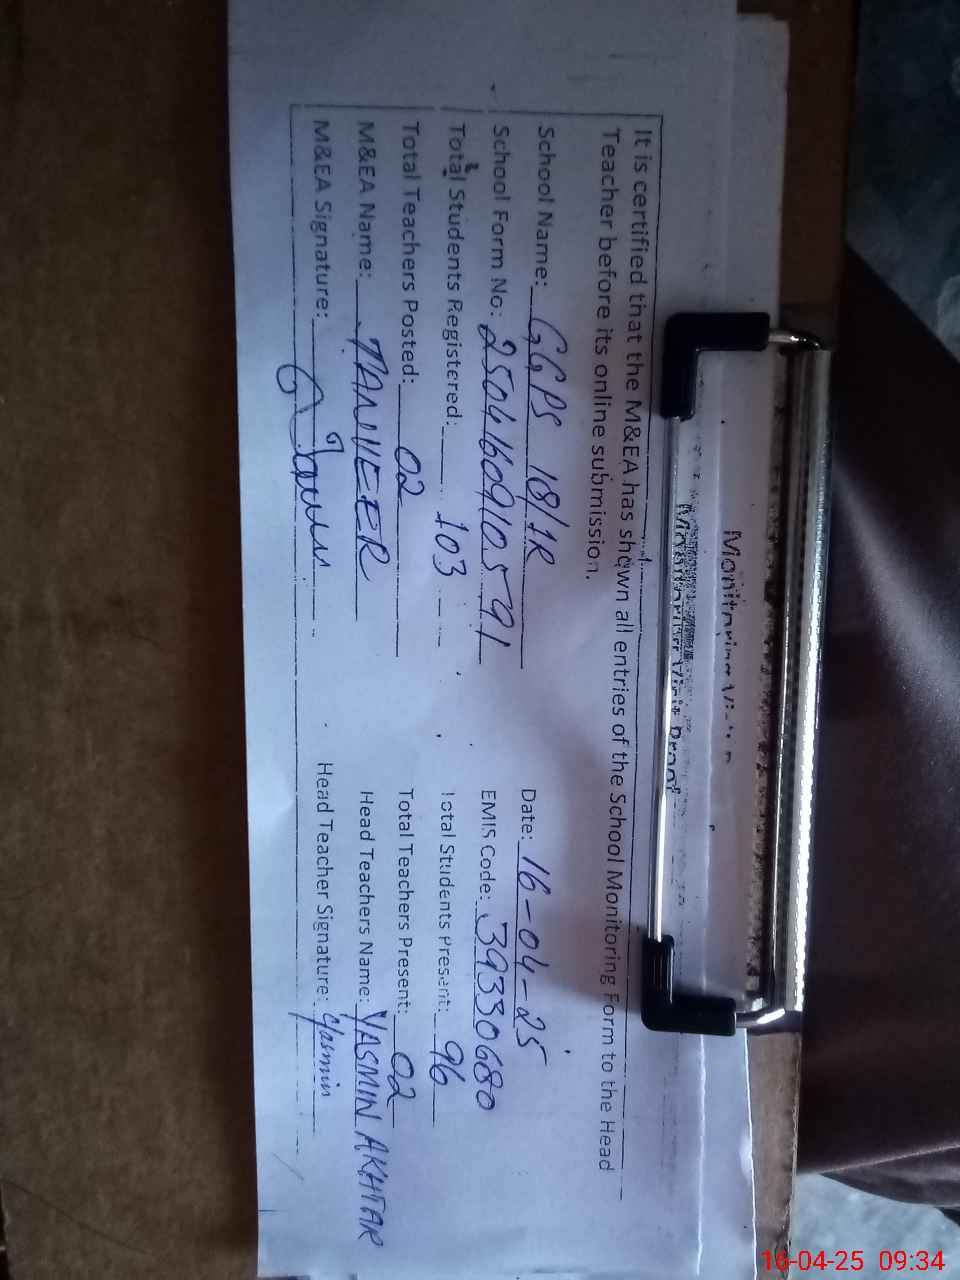 Monitoring Visit Proof
It is certified that the M&EA has shown all entries of the School Monitoring Form to the Head
Teacher before its online submission.
School Name: GGPS 18/1R Date: 16-04-25
School Form No: 25041609105791 EMIS Code: 39330680
Total Students Registered: 103 Total Students Present: 96
Total Teachers Posted: 02 Total Teachers Present: 02
M&EA Name: TANVEER Head Teachers Name: YASMIN AKHTAR
M&EA Signature: Head Teacher Signature: Yasmin
16-04-25 09:34